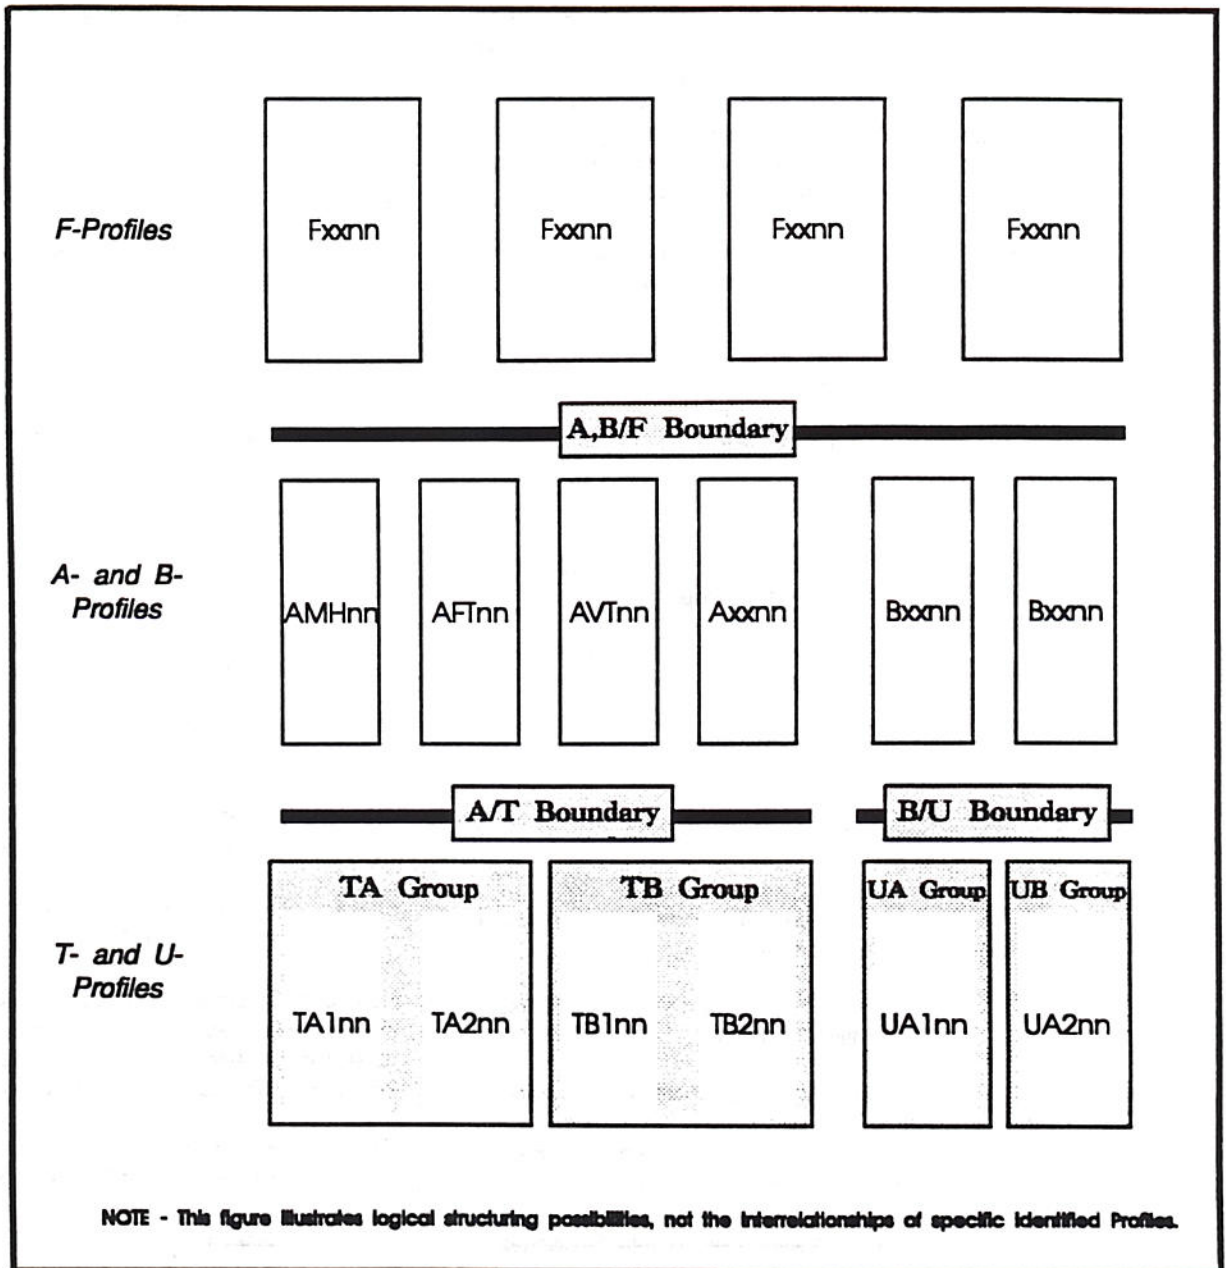 F-Profiles
Fxxnn
Fxxnn
Fxxnn
Fxxnn
A,B/F Boundary
A- and B-
Profiles
AMHnn
AFTnn
AVTnn
Axxnn
Bxxnn
Bxxnn
A/T Boundary
B/U Boundary
TA Group
TB Group
UA Group
UB Group
T- and U-
Profiles
TA1nn
TA2nn
TB1nn
TB2nn
UA1nn
UA2nn
NOTE - This figure illustrates logical structuring possibilities, not the interrelationships of specific identified Profiles.